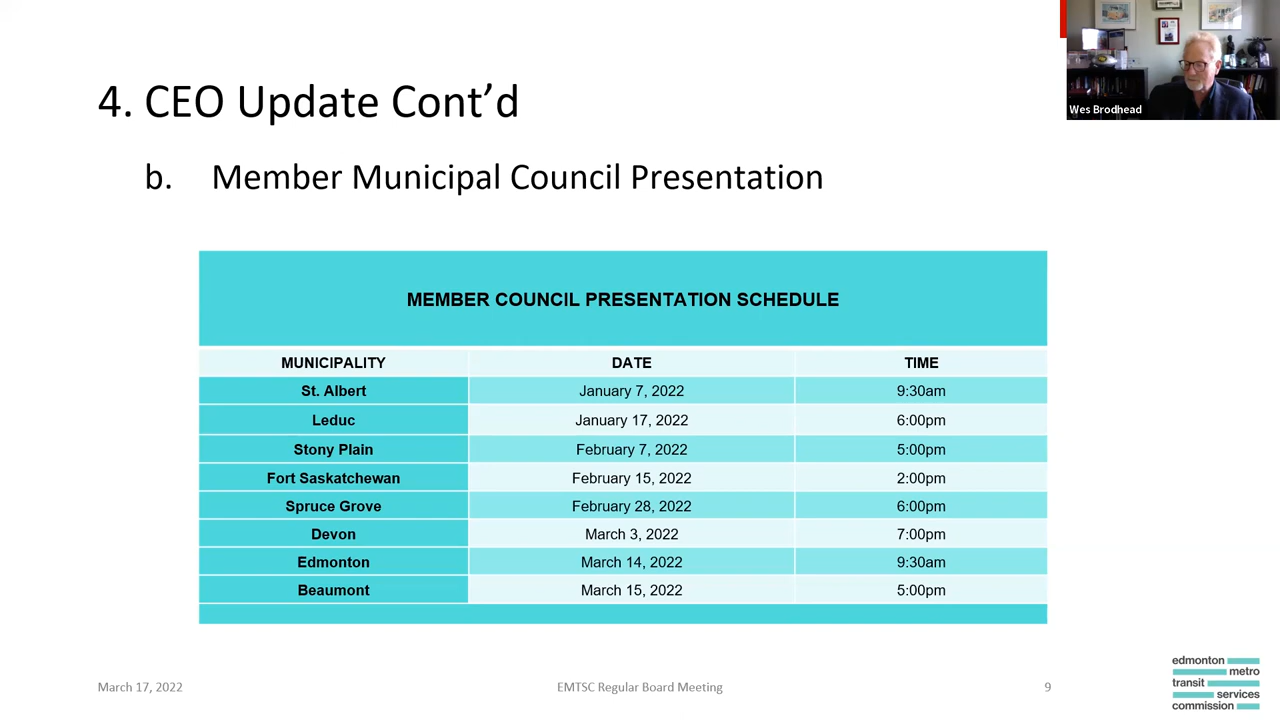 Wes Brodhead
4. CEO Update Cont’d
b. Member Municipal Council Presentation
MEMBER COUNCIL PRESENTATION SCHEDULE
MUNICIPALITY DATE TIME
St. Albert January 7, 2022 9:30am
Leduc January 17, 2022 6:00pm
Stony Plain February 7, 2022 5:00pm
Fort Saskatchewan February 15, 2022 2:00pm
Spruce Grove February 28, 2022 6:00pm
Devon March 3, 2022 7:00pm
Edmonton March 14, 2022 9:30am
Beaumont March 15, 2022 5:00pm
March 17, 2022 EMTSC Regular Board Meeting 9
edmonton
metro
transit
services
commission